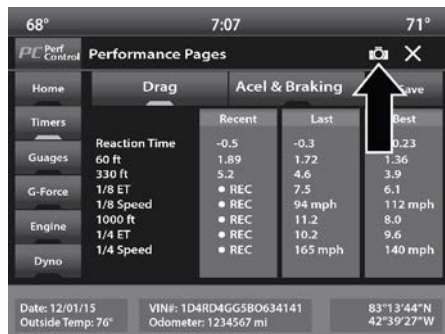 68° 7:07 71°
PC Perf Control Performance Pages
Home Drag Acel & Braking
Timers Recent Last Best
Reaction Time -0.5 -0.3
60 ft 1.89 1.72 1.36
Guages 330 ft 5.2 4.6 3.9
1/8 ET • REC 7.5 6.1
G-Force 1/8 Speed • REC 94 mph 112 mph
1000 ft • REC 11.2 8.0
Engine 1/4 ET • REC 10.2 9.6
1/4 Speed • REC 165 mph 140 mph
Dyno
Date: 12/01/15 VIN#: 1D4RD4GG5BO634141 83°13'44"N
Outside Temp: 76° Odometer: 1234567 mi 42°39'27"W